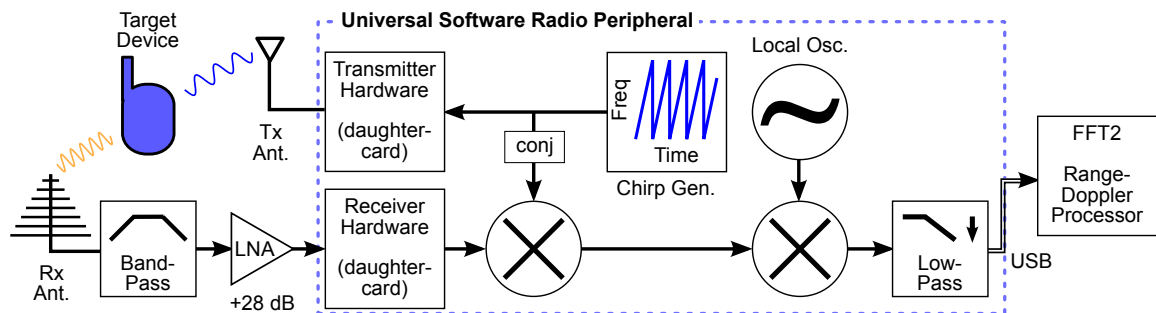 Universal Software Radio Peripheral
Target
Device
Tx
Ant.
Transmitter
Hardware
(daughter-
card)
conj
Freq
Time
Chirp Gen.
Local Osc.
FFT2
Range-
Doppler
Processor
Rx
Ant.
Band-
Pass
LNA
+28 dB
Receiver
Hardware
(daughter-
card)
Low-
Pass
USB